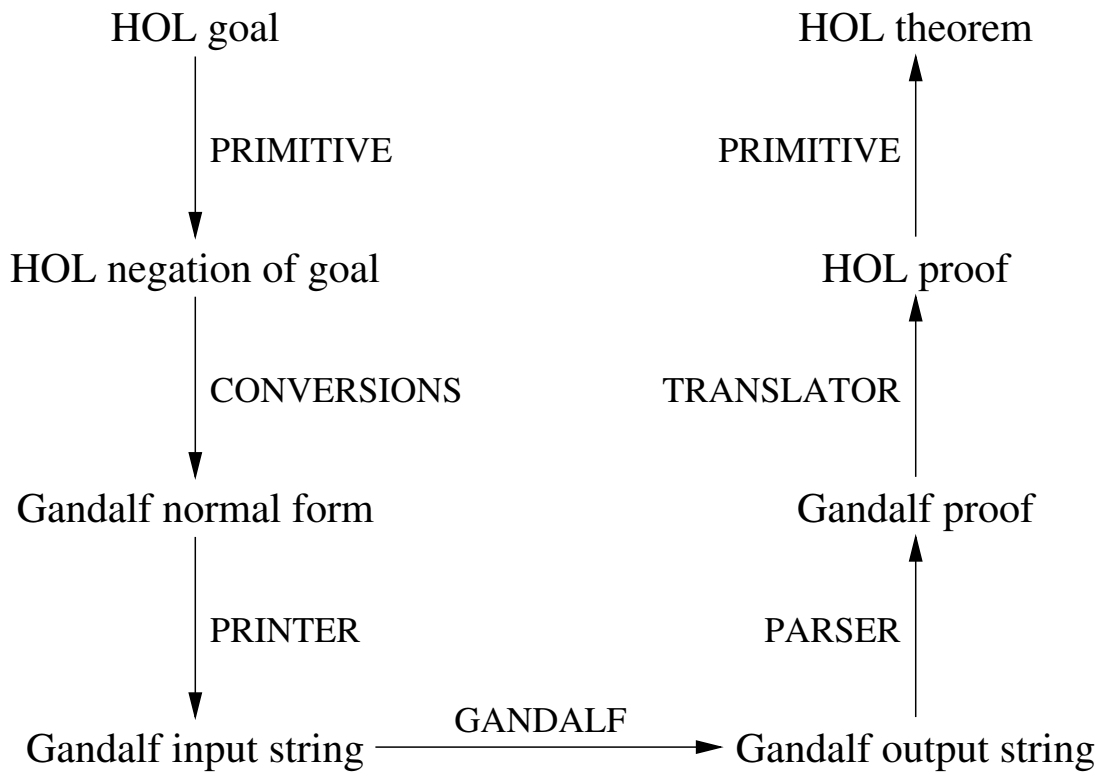 HOL goal
HOL theorem
PRIMITIVE
PRIMITIVE
HOL negation of goal
HOL proof
CONVERSIONS
TRANSLATOR
Gandalf normal form
Gandalf proof
PRINTER
PARSER
GANDALF
Gandalf input string
Gandalf output string